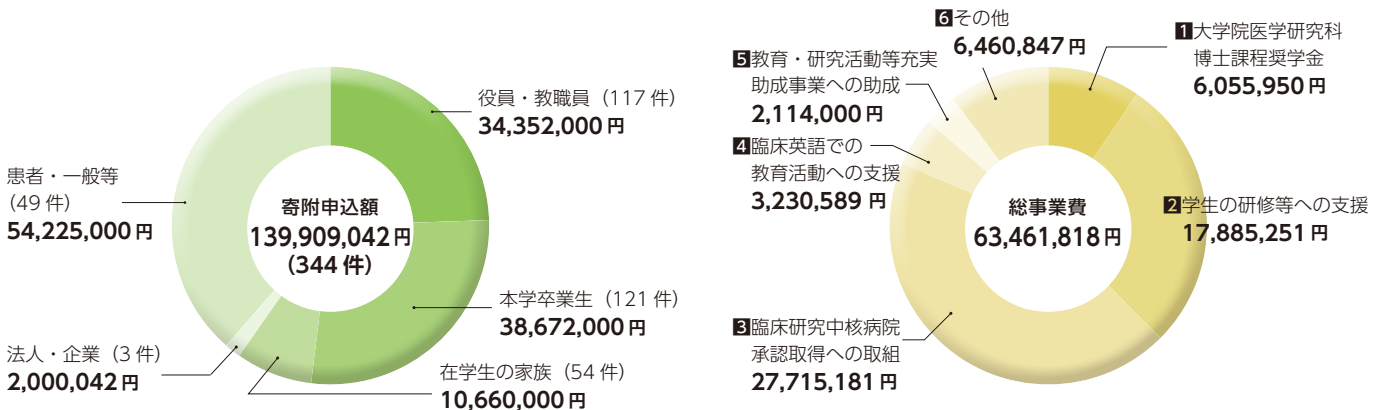 寄附申込額
139,909,042円
(344 件)
役員・教職員（117 件）
34,352,000 円
本学卒業生（121 件）
38,672,000 円
在学生の家族（54 件）
10,660,000 円
法人・企業（3 件）
2,000,042 円
患者・一般等
（49 件）
54,225,000 円
総事業費
63,461,818 円
1大学院医学研究科
博士課程奨学金
6,055,950 円
2学生の研修等への支援
17,885,251 円
3臨床研究中核病院
承認取得への取組
27,715,181 円
4臨床英語での
教育活動への支援
3,230,589 円
5教育・研究活動等充実
助成事業への助成
2,114,000 円
6その他
6,460,847 円